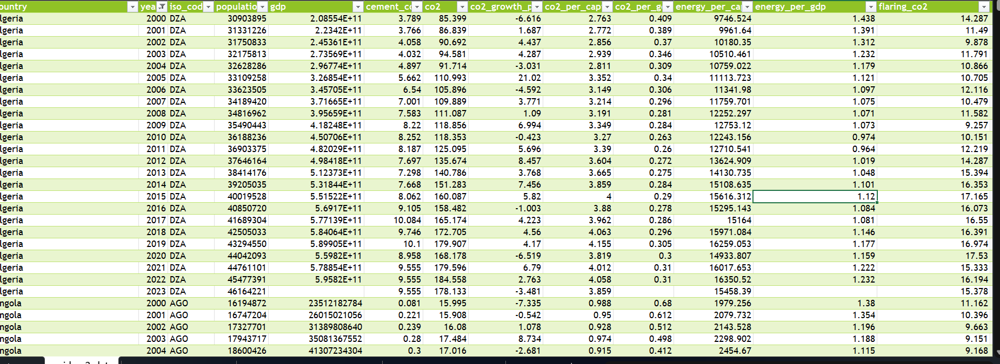 ountry yea iso_cod populatio gdp cement_co co2 co2_growth_p co2_per_cap co2_per_g energy_per_ca energy_per_gdp flaring_co2
lgeria 2000 DZA 30903895 2.08554E+11 3.789 85.399 -6.616 2.763 0.409 9746.524 1.438 14.287
lgeria 2001 DZA 31331226 2.2342E+11 3.766 86.839 1.687 2.772 0.389 9961.64 1.391 11.49
lgeria 2002 DZA 31750833 2.45361E+11 4.058 90.692 4.437 2.856 0.37 10180.35 1.312 9.878
lgeria 2003 DZA 32175813 2.73569E+11 4.032 94.581 4.287 2.939 0.346 10510.461 1.232 11.791
lgeria 2004 DZA 32628286 2.96774E+11 4.897 91.714 -3.031 2.811 0.309 10759.022 1.179 10.866
lgeria 2005 DZA 33109258 3.26854E+11 5.662 110.993 21.02 3.352 0.34 11113.723 1.121 10.705
lgeria 2006 DZA 33623505 3.45705E+11 6.54 105.896 -4.592 3.149 0.306 11341.98 1.097 12.116
lgeria 2007 DZA 34189420 3.71665E+11 7.001 109.889 3.771 3.214 0.296 11759.701 1.075 10.479
lgeria 2008 DZA 34816962 3.95659E+11 7.583 111.087 1.09 3.191 0.281 12252.297 1.071 11.582
lgeria 2009 DZA 35490443 4.18248E+11 8.22 118.856 6.994 3.349 0.284 12753.12 1.073 9.257
lgeria 2010 DZA 36188236 4.50706E+11 8.252 118.353 -0.423 3.27 0.263 12243.156 0.974 10.151
lgeria 2011 DZA 36903375 4.82029E+11 8.187 125.095 5.696 3.39 0.26 12710.541 0.964 12.219
lgeria 2012 DZA 37646164 4.98418E+11 7.697 135.674 8.457 3.604 0.272 13624.909 1.019 14.287
lgeria 2013 DZA 38414176 5.12373E+11 7.298 140.786 3.768 3.665 0.275 14130.735 1.048 15.394
lgeria 2014 DZA 39205035 5.31844E+11 7.668 151.283 7.456 3.859 0.284 15108.635 1.101 16.353
lgeria 2015 DZA 40019528 5.51522E+11 8.062 160.087 5.82 4 0.29 15616.312 1.12 17.165
lgeria 2016 DZA 40850720 5.6917E+11 9.105 158.482 -1.003 3.88 0.278 15295.143 1.084 16.073
lgeria 2017 DZA 41689304 5.77139E+11 10.084 165.174 4.223 3.962 0.286 15164 1.081 16.55
lgeria 2018 DZA 42505033 5.84064E+11 9.746 172.705 4.56 4.063 0.296 15971.084 1.146 16.391
lgeria 2019 DZA 43294550 5.89905E+11 10.1 179.907 4.17 4.155 0.305 16259.053 1.177 16.974
lgeria 2020 DZA 44042093 5.5982E+11 8.958 168.178 -6.519 3.819 0.3 14933.807 1.159 17.53
lgeria 2021 DZA 44761101 5.78854E+11 9.555 179.596 6.79 4.012 0.31 16017.653 1.222 15.333
lgeria 2022 DZA 45477391 5.9582E+11 9.555 184.558 2.763 4.058 0.31 16350.52 1.232 16.194
lgeria 2023 DZA 46164221 9.555 178.133 -3.481 3.859 15458.39 15.378
ngola 2000 AGO 16194872 23512182784 0.081 15.995 -7.335 0.988 0.68 1979.256 1.38 11.162
ngola 2001 AGO 16747204 26015021056 0.221 15.908 -0.542 0.95 0.612 2079.732 1.354 10.396
ngola 2002 AGO 17327701 31389808640 0.239 16.08 1.078 0.928 0.512 2143.528 1.196 9.663
ngola 2003 AGO 17943717 35081367552 0.28 17.484 8.734 0.974 0.498 2298.902 1.188 9.151
ngola 2004 AGO 18600426 41307234304 0.3 17.016 -2.681 0.915 0.412 2454.67 1.115 9.168